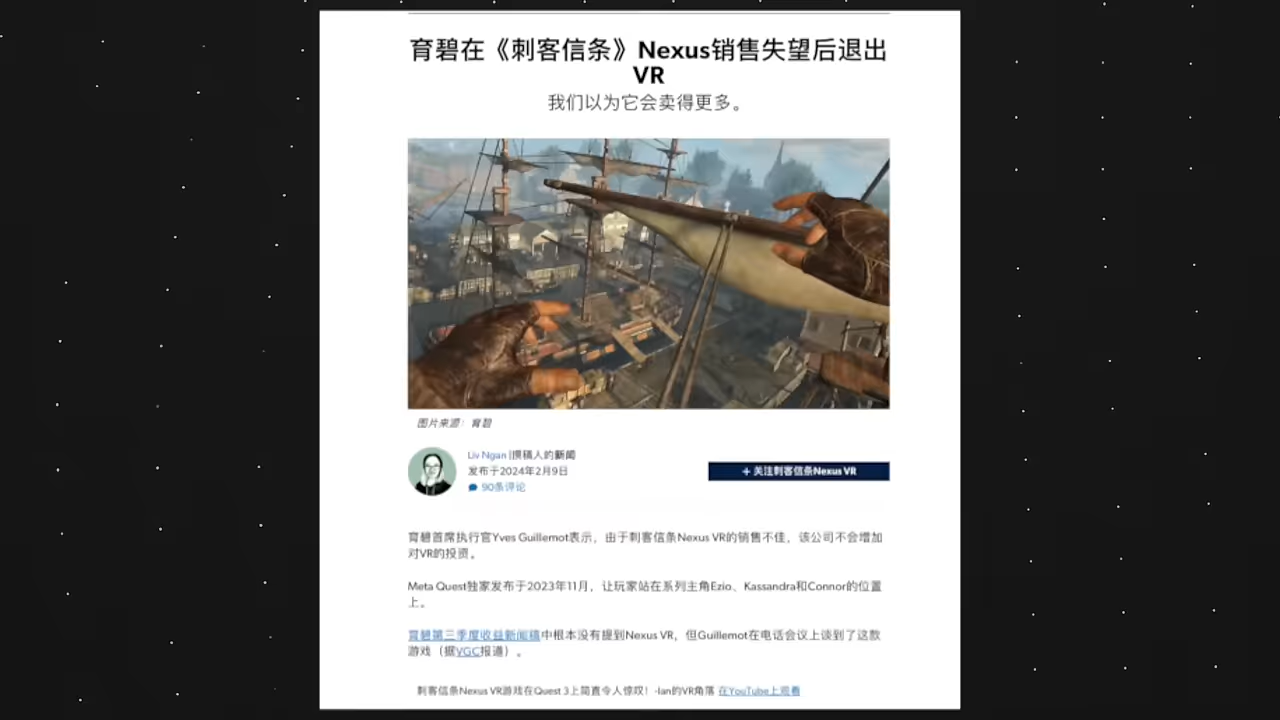 育碧在《刺客信条》Nexus销售失望后退出
VR
我们以为它会卖得更多。
图片来源：育碧
Liv Ngan |撰稿人的新闻
发布于2024年2月9日
90条评论
+ 关注刺客信条Nexus VR
育碧首席执行官Yves Guillemot表示，由于刺客信条Nexus VR的销售不佳，该公司不会增加
对VR的投资。
Meta Quest独家发布于2023年11月，让玩家站在系列主角Ezio、Kassandra和Connor的位置
上。
育碧第三季度收益新闻稿中根本没有提到Nexus VR，但Guillemot在电话会议上谈到了这款
游戏（据VGC报道）。
刺客信条Nexus VR游戏在Quest 3上简直令人惊叹！-Ian的VR角落 在YouTube上观看